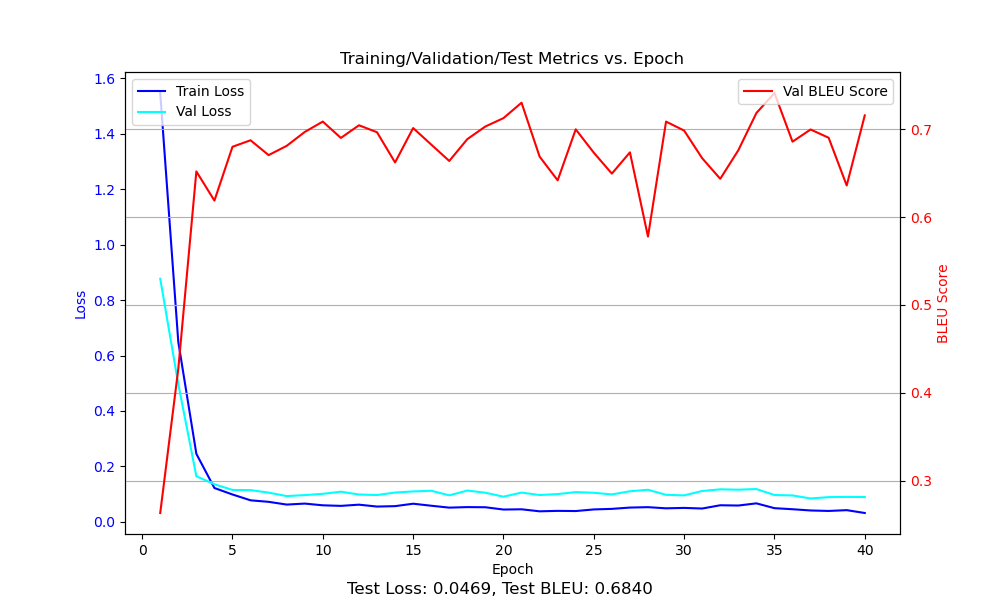 Training/Validation/Test Metrics vs. Epoch
Train Loss
Val Loss
Val BLEU Score
1.6
1.4
1.2
1.0
0.8
0.6
0.4
0.2
0.0
Loss
0.7
0.6
0.5
0.4
0.3
BLEU Score
0 5 10 15 20 25 30 35 40
Epoch
Test Loss: 0.0469, Test BLEU: 0.6840